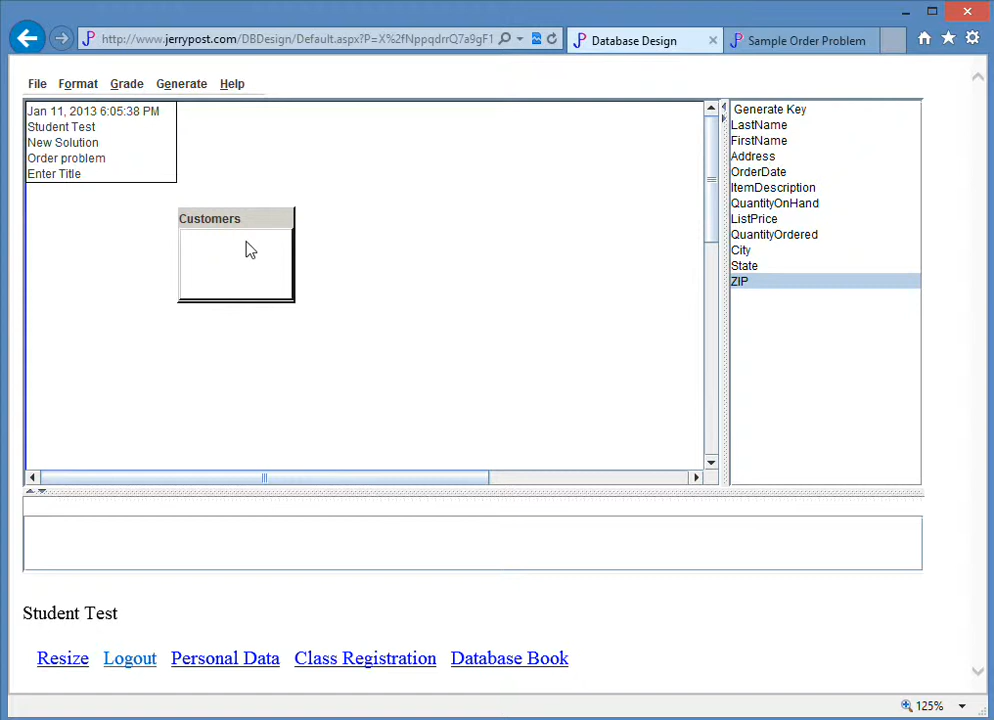 http://www.jerrypost.com/DBDesign/Default.aspx?P=X%2fNppqdrrQ7a9gF1
Database Design
Sample Order Problem
File Format Grade Generate Help
Jan 11, 2013 6:05:38 PM
Student Test
New Solution
Order problem
Enter Title
Customers
Generate Key
LastName
FirstName
Address
OrderDate
ItemDescription
QuantityOnHand
ListPrice
QuantityOrdered
City
State
ZIP
Student Test
Resize Logout Personal Data Class Registration Database Book
125%